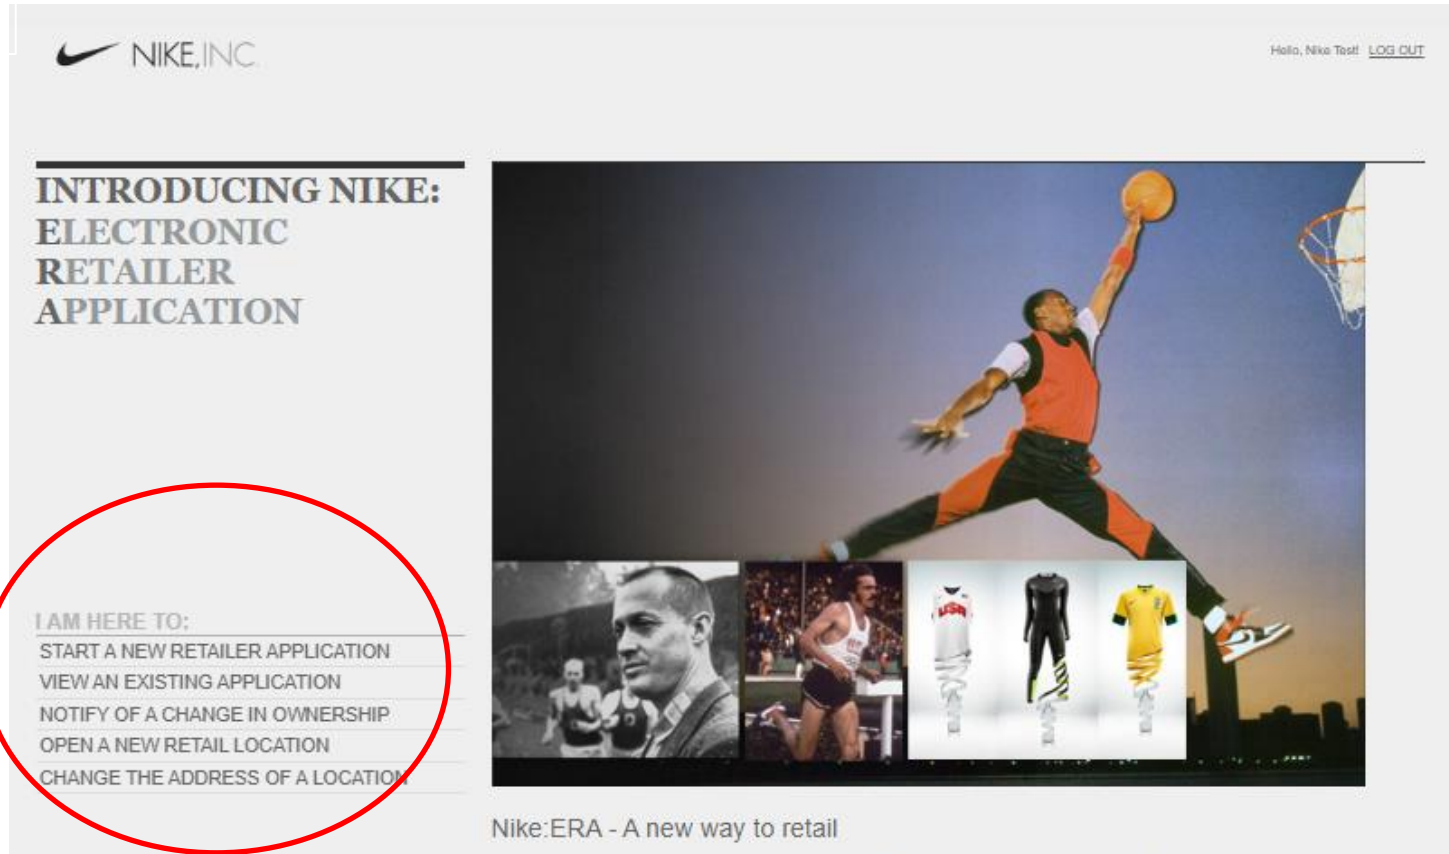 NIKE, INC.
Hello, Nike Test! LOG OUT
INTRODUCING NIKE:
ELECTRONIC
RETAILER
APPLICATION
USA
I AM HERE TO:
START A NEW RETAILER APPLICATION
VIEW AN EXISTING APPLICATION
NOTIFY OF A CHANGE IN OWNERSHIP
OPEN A NEW RETAIL LOCATION
CHANGE THE ADDRESS OF A LOCATION
Nike:ERA - A new way to retail